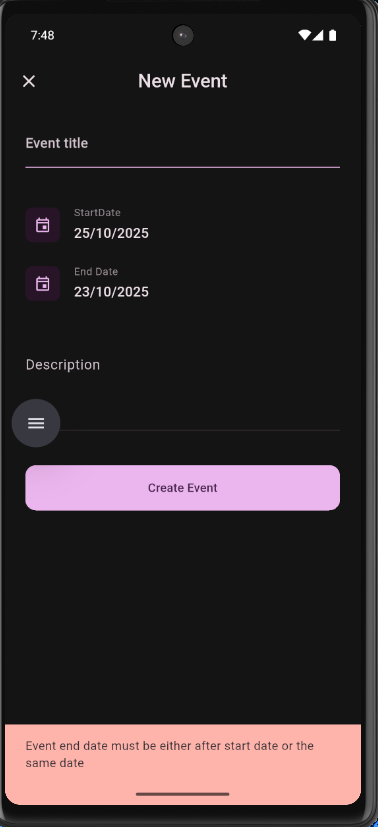 7:48
New Event
Event title
StartDate
25/10/2025
End Date
23/10/2025
Description
Create Event
Event end date must be either after start date or the
same date